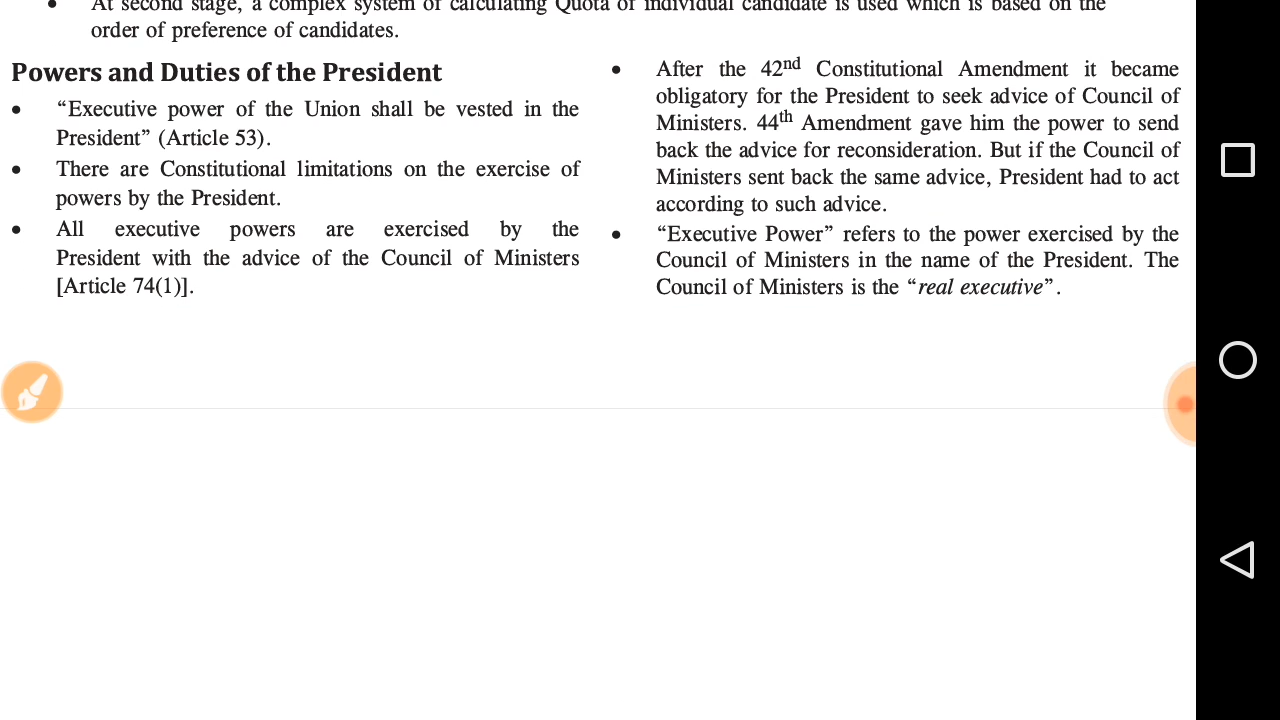 At second stage, a complex system of calculating Quota of individual candidate is used which is based on the
order of preference of candidates.
Powers and Duties of the President
• “Executive power of the Union shall be vested in the
President” (Article 53).
• There are Constitutional limitations on the exercise of
powers by the President.
• All executive powers are exercised by the
President with the advice of the Council of Ministers
[Article 74(1)].
• After the 42nd Constitutional Amendment it became
obligatory for the President to seek advice of Council of
Ministers. 44th Amendment gave him the power to send
back the advice for reconsideration. But if the Council of
Ministers sent back the same advice, President had to act
according to such advice.
• “Executive Power” refers to the power exercised by the
Council of Ministers in the name of the President. The
Council of Ministers is the “real executive”.